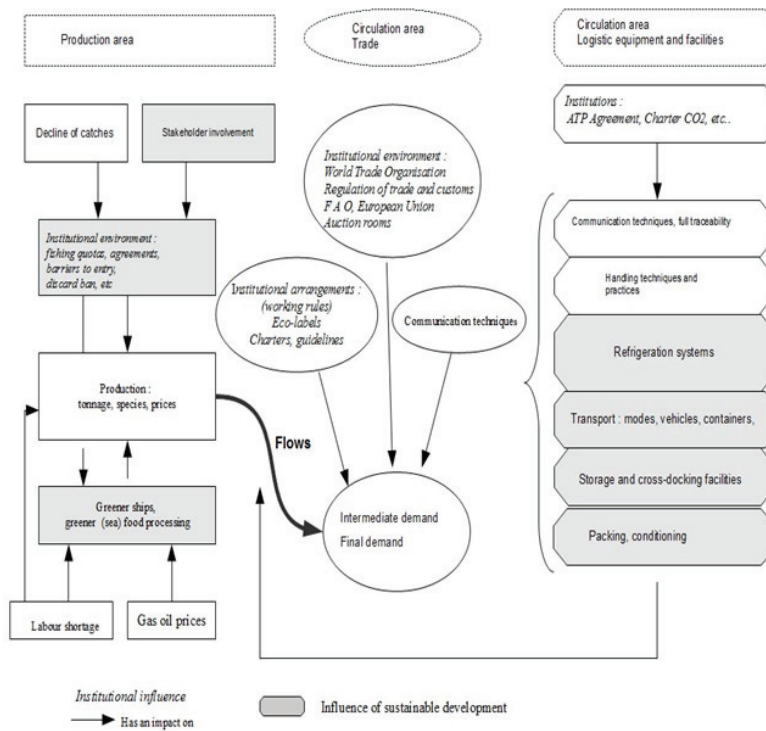 Production area
Circulation area
Trade
Circulation area
Logistic equipment and facilities
Decline of catches
Stakeholder involvement
Institutional environment :
World Trade Organisation
Regulation of trade and customs
F A O, European Union
Auction rooms
Institutions :
ATP Agreement, Charter CO2, etc..
Institutional environment :
fishing quotas, agreements,
barriers to entry,
discard ban, etc
Institutional arrangements :
(working rules)
Eco-labels
Charters, guidelines
Communication techniques
Communication techniques, full traceability
Handling techniques and
practices
Refrigeration systems
Transport : modes, vehicles, containers,
Storage and cross-docking facilities
Packing, conditioning
Production :
tonnage, species, prices
Flows
Greener ships,
greener (sea) food processing
Intermediate demand
Final demand
Labour shortage
Gas oil prices
Institutional influence
Has an impact on
Influence of sustainable development